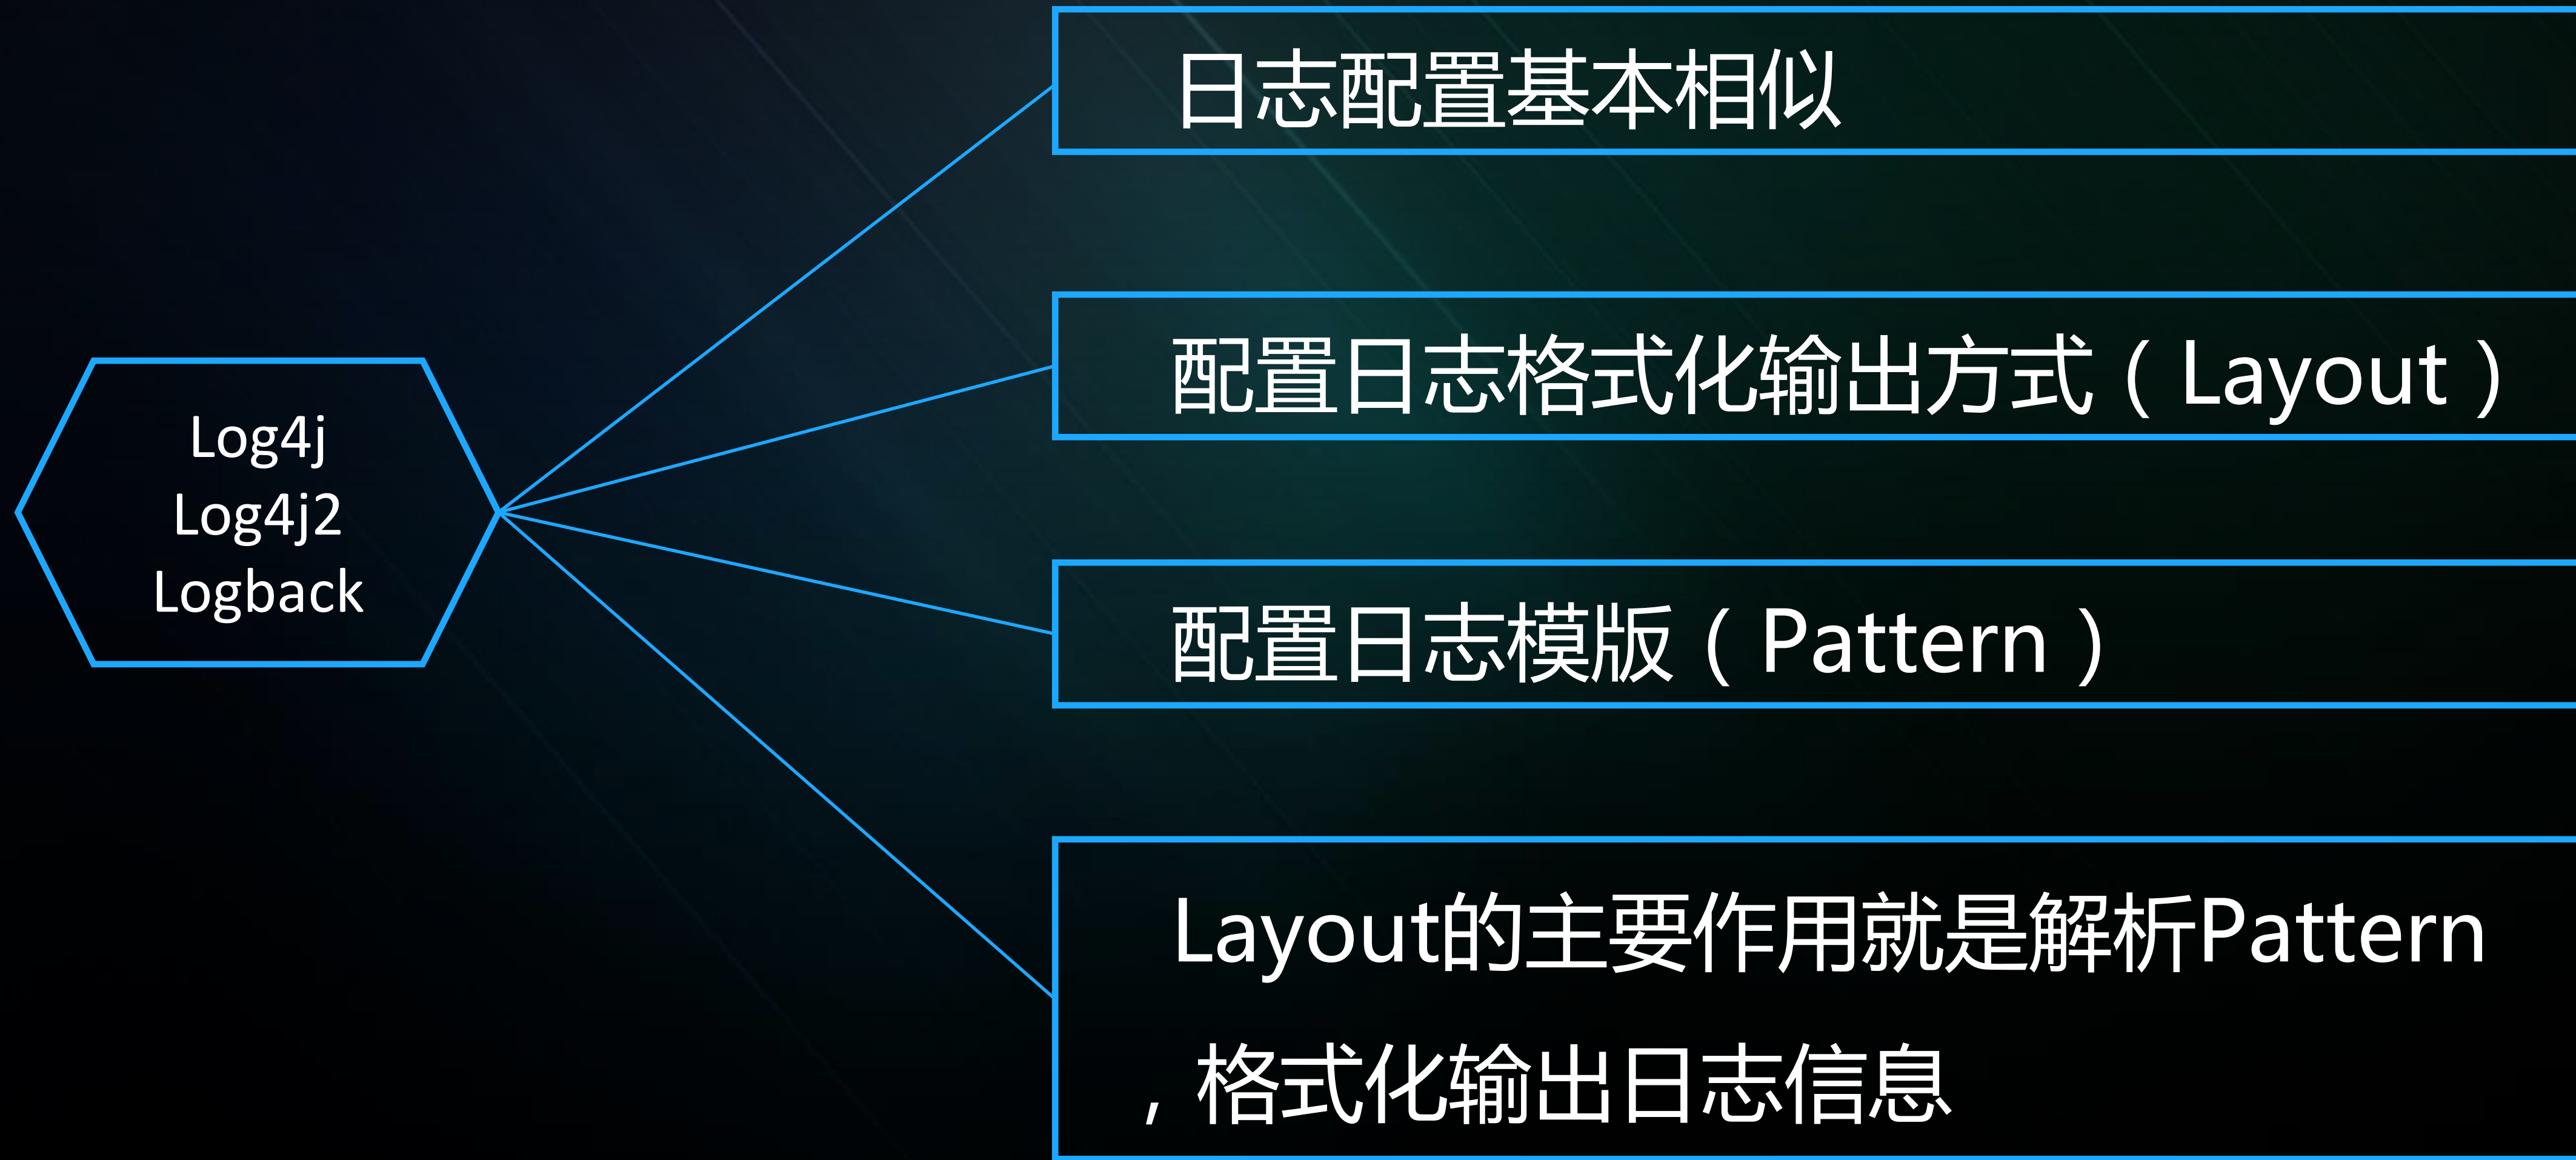 Log4j
Log4j2
Logback
日志配置基本相似
配置日志格式化输出方式（Layout）
配置日志模版（Pattern）
Layout的主要作用就是解析Pattern
，格式化输出日志信息